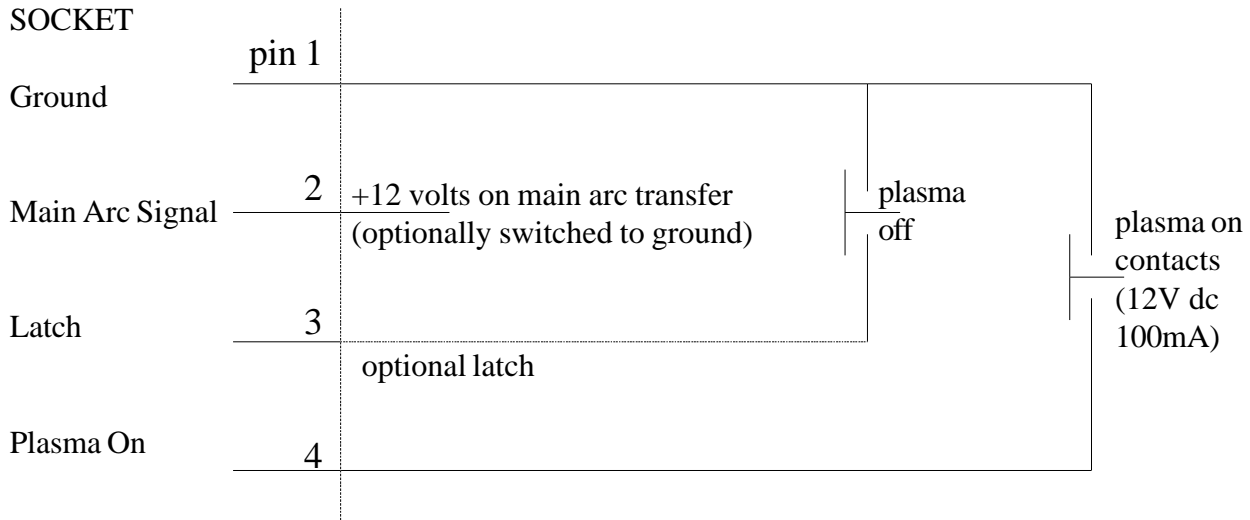 SOCKET
pin 1
Ground
2
+12 volts on main arc transfer
(optionally switched to ground)
Main Arc Signal
plasma
off
plasma on
contacts
(12V dc
100mA)
Latch
3
optional latch
Plasma On
4